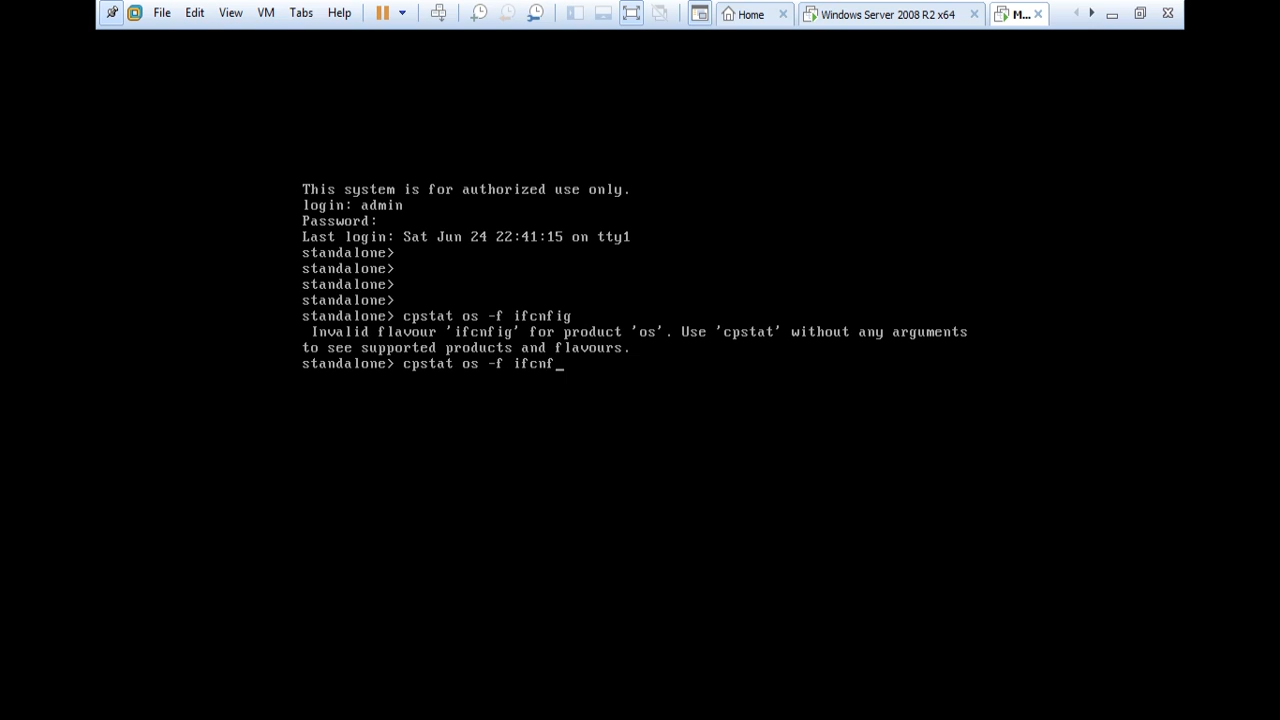 File Edit View VM Tabs Help Home Windows Server 2008 R2 x64 M...
This system is for authorized use only.
login: admin
Password:
Last login: Sat Jun 24 22:41:15 on tty1
standalone>
standalone>
standalone>
standalone>
standalone> cpstat os -f ifcnfig
Invalid flavour 'ifcnfig' for product 'os'. Use 'cpstat' without any arguments
to see supported products and flavours.
standalone> cpstat os -f ifcnf_